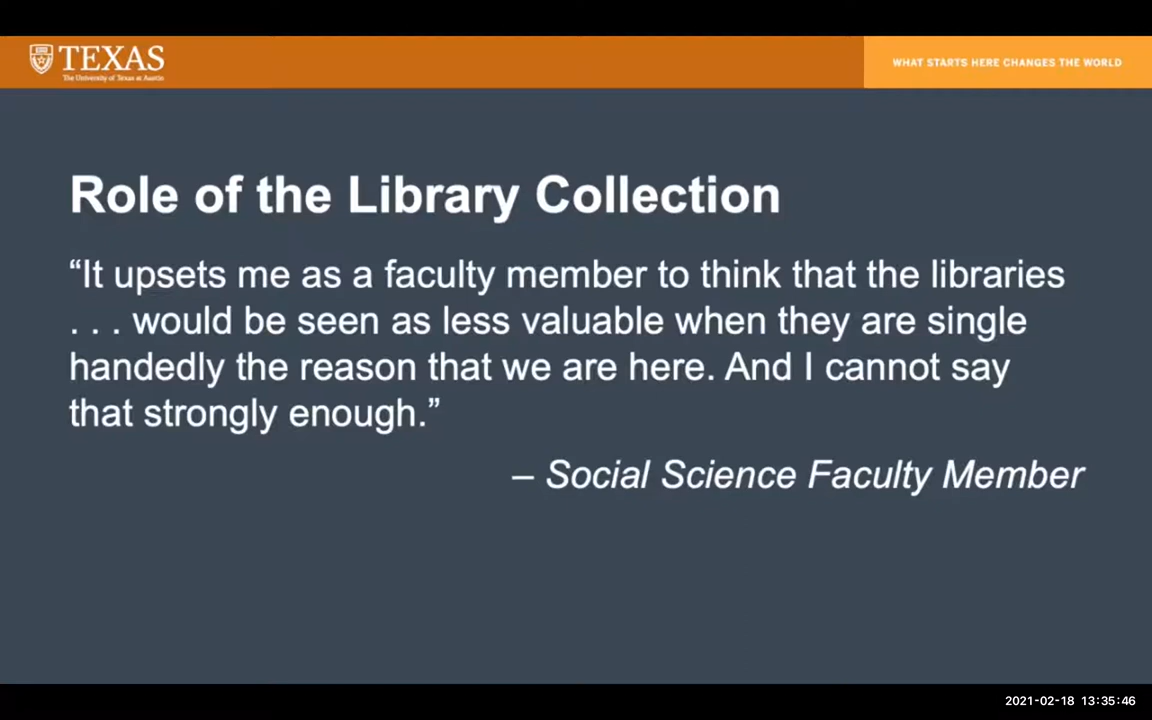 TEXAS
The University of Texas at Austin
WHAT STARTS HERE CHANGES THE WORLD
Role of the Library Collection
“It upsets me as a faculty member to think that the libraries
. . . would be seen as less valuable when they are single
handedly the reason that we are here. And I cannot say
that strongly enough.”
– Social Science Faculty Member
2021-02-18 13:35:46